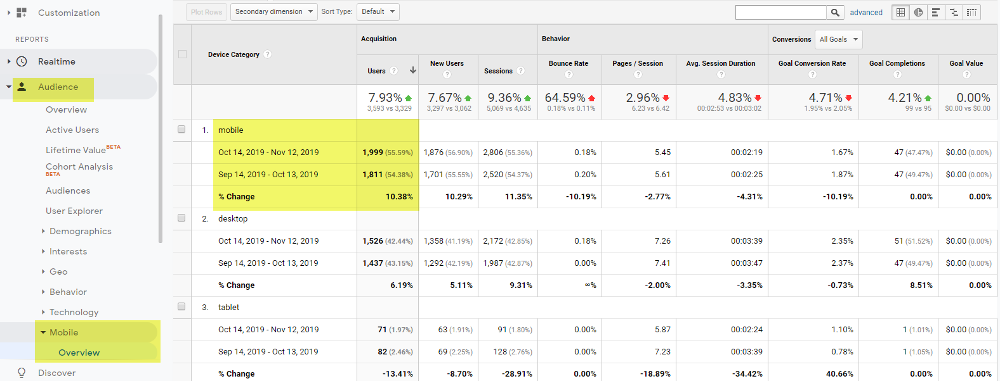 Customization
REPORTS
Realtime
Audience
Overview
Active Users
Lifetime Value BETA
Cohort Analysis
BETA
Audiences
User Explorer
Demographics
Interests
Geo
Behavior
Technology
Mobile
Overview
Discover
Plot Rows Secondary dimension Sort Type: Default advanced
Device Category ? Acquisition Behavior Conversions All Goals
Users ? New Users ? Sessions ? Bounce Rate ? Pages / Session ? Avg. Session Duration ? Goal Conversion Rate ? Goal Completions ? Goal Value ?
7.93% 7.67% 9.36% 64.59% 2.96% 4.83% 4.71% 4.21% 0.00%
3,593 vs 3,329 3,297 vs 3,062 5,069 vs 4,635 0.18% vs 0.11% 6.23 vs 6.42 00:02:53 vs 00:03:02 1.95% vs 2.05% 99 vs 95 $0.00 vs $0.00
1. mobile
Oct 14, 2019 - Nov 12, 2019 1,999 (55.59%) 1,876 (56.90%) 2,806 (55.36%) 0.18% 5.45 00:02:19 1.67% 47 (47.47%) $0.00 (0.00%)
Sep 14, 2019 - Oct 13, 2019 1,811 (54.38%) 1,701 (55.55%) 2,520 (54.37%) 0.20% 5.61 00:02:25 1.87% 47 (49.47%) $0.00 (0.00%)
% Change 10.38% 10.29% 11.35% -10.19% -2.77% -4.31% -10.19% 0.00% 0.00%
2. desktop
Oct 14, 2019 - Nov 12, 2019 1,526 (42.44%) 1,358 (41.19%) 2,172 (42.85%) 0.18% 7.26 00:03:39 2.35% 51 (51.52%) $0.00 (0.00%)
Sep 14, 2019 - Oct 13, 2019 1,437 (43.15%) 1,292 (42.19%) 1,987 (42.87%) 0.00% 7.41 00:03:47 2.37% 47 (49.47%) $0.00 (0.00%)
% Change 6.19% 5.11% 9.31% ∞% -2.00% -3.35% -0.73% 8.51% 0.00%
3. tablet
Oct 14, 2019 - Nov 12, 2019 71 (1.97%) 63 (1.91%) 91 (1.80%) 0.00% 5.87 00:02:24 1.10% 1 (1.01%) $0.00 (0.00%)
Sep 14, 2019 - Oct 13, 2019 82 (2.46%) 69 (2.25%) 128 (2.76%) 0.00% 7.23 00:03:39 0.78% 1 (1.05%) $0.00 (0.00%)
% Change -13.41% -8.70% -28.91% 0.00% -18.89% -34.42% 40.66% 0.00% 0.00%